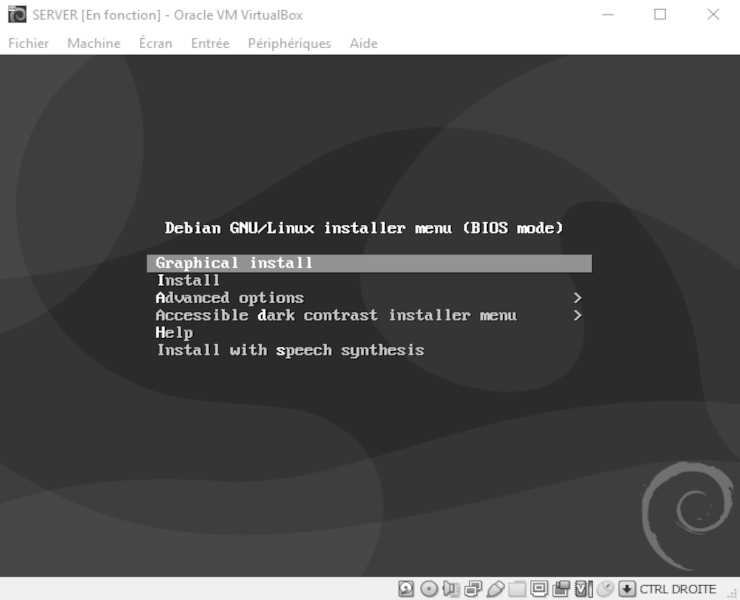 SERVER [En fonction] - Oracle VM VirtualBox
Fichier Machine Écran Entrée Périphériques Aide
Debian GNU/Linux installer menu (BIOS mode)
Graphical install
Install
Advanced options >
Accessible dark contrast installer menu >
Help
Install with speech synthesis
CTRL DROITE